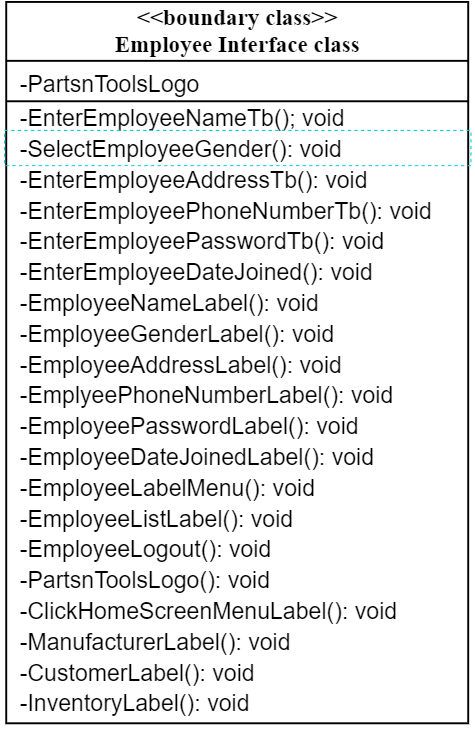 <<boundary class>>
Employee Interface class
-PartsnToolsLogo
-EnterEmployeeNameTb(); void
-SelectEmployeeGender(): void
-EnterEmployeeAddressTb(): void
-EnterEmployeePhoneNumberTb(): void
-EnterEmployeePasswordTb(): void
-EnterEmployeeDateJoined(): void
-EmployeeNameLabel(): void
-EmployeeGenderLabel(): void
-EmployeeAddressLabel(): void
-EmplyeePhoneNumberLabel(): void
-EmployeePasswordLabel(): void
-EmployeeDateJoinedLabel(): void
-EmployeeLabelMenu(): void
-EmployeeListLabel(): void
-EmployeeLogout(): void
-PartsnToolsLogo(): void
-ClickHomeScreenMenuLabel(): void
-ManufacturerLabel(): void
-CustomerLabel(): void
-InventoryLabel(): void